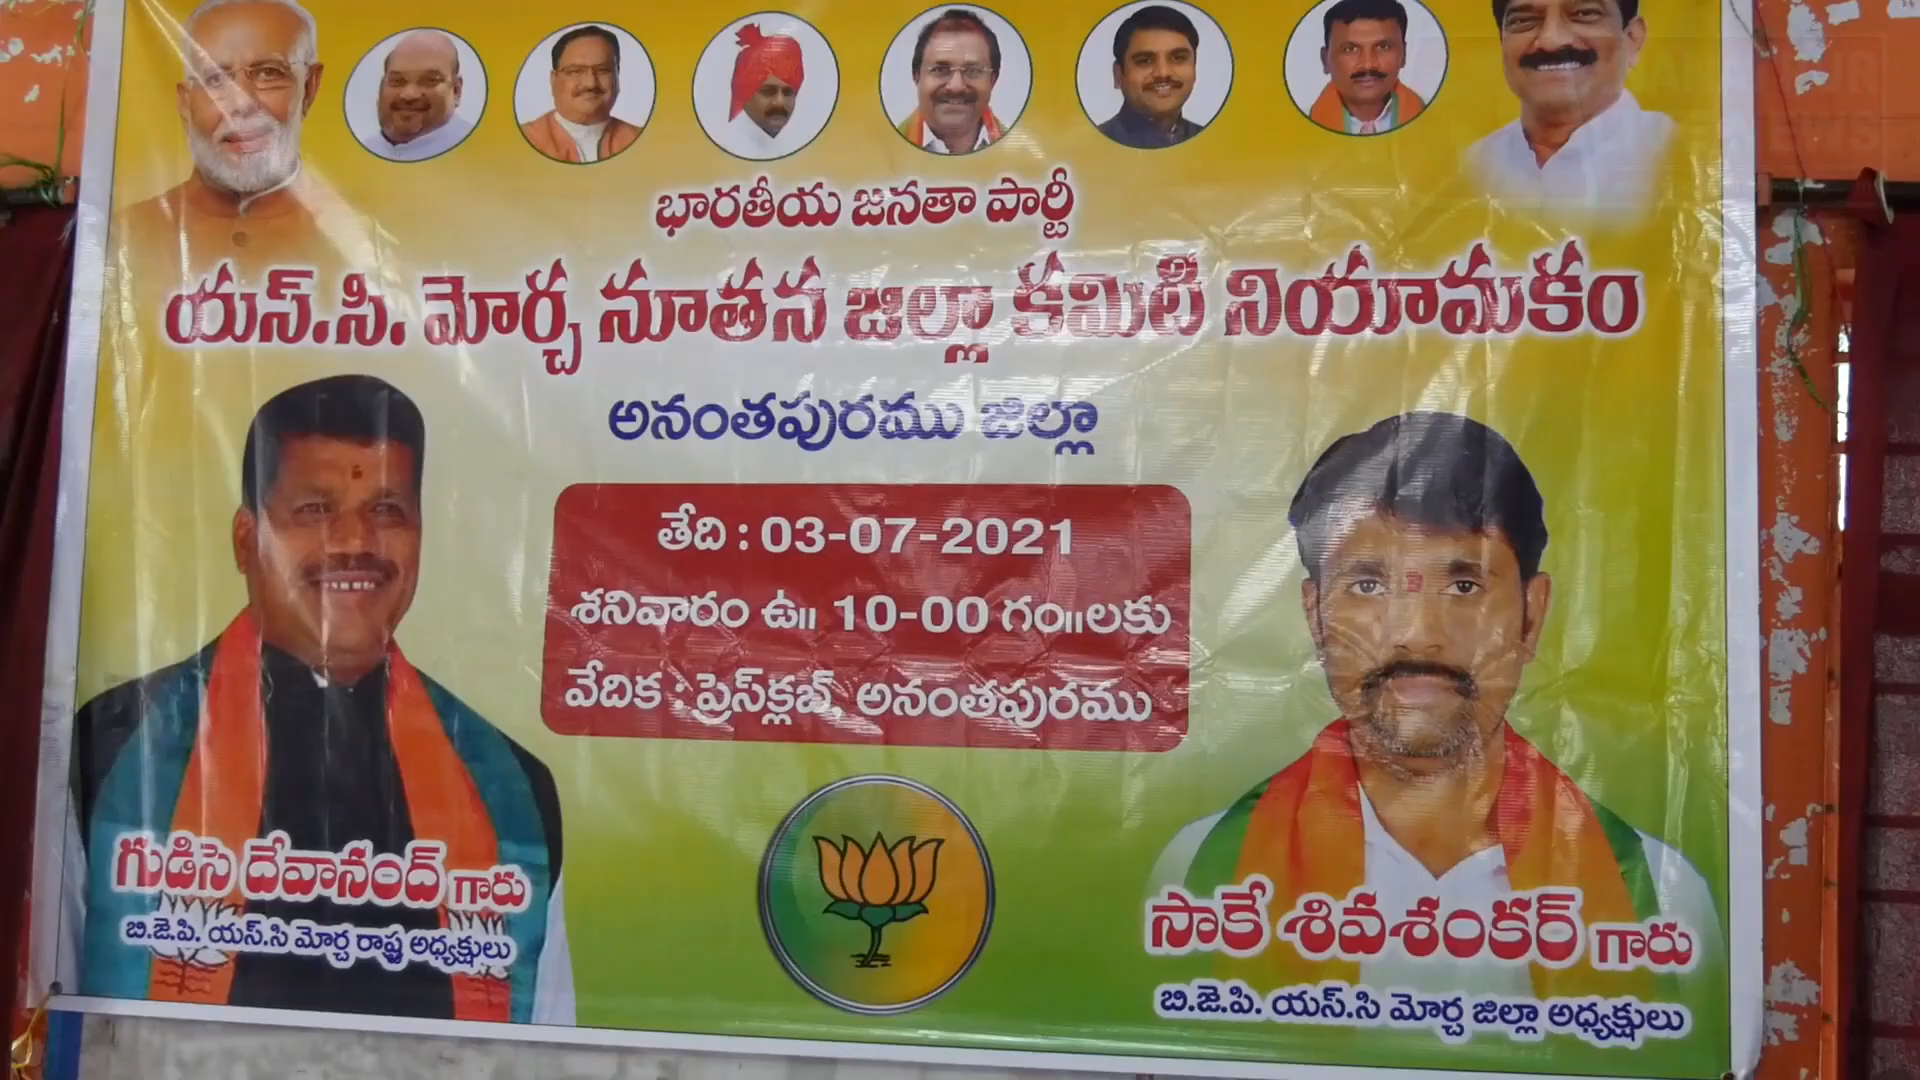 భారతీయ జనతా పార్టీ
యస్.సి. మోర్చ నూతన జిల్లా కమిటీ నియామకం
అనంతపురము జిల్లా
తేది : 03-07-2021
శనివారం ఉ॥ 10-00 గం॥లకు
వేదిక : ప్రెస్‌క్లబ్, అనంతపురము
గుడిసె దేవానంద్ గారు
బి.జె.పి. యస్.సి మోర్చ రాష్ట్ర అధ్యక్షులు
సాకే శివశంకర్ గారు
బి.జె.పి. యస్.సి మోర్చ జిల్లా అధ్యక్షులు